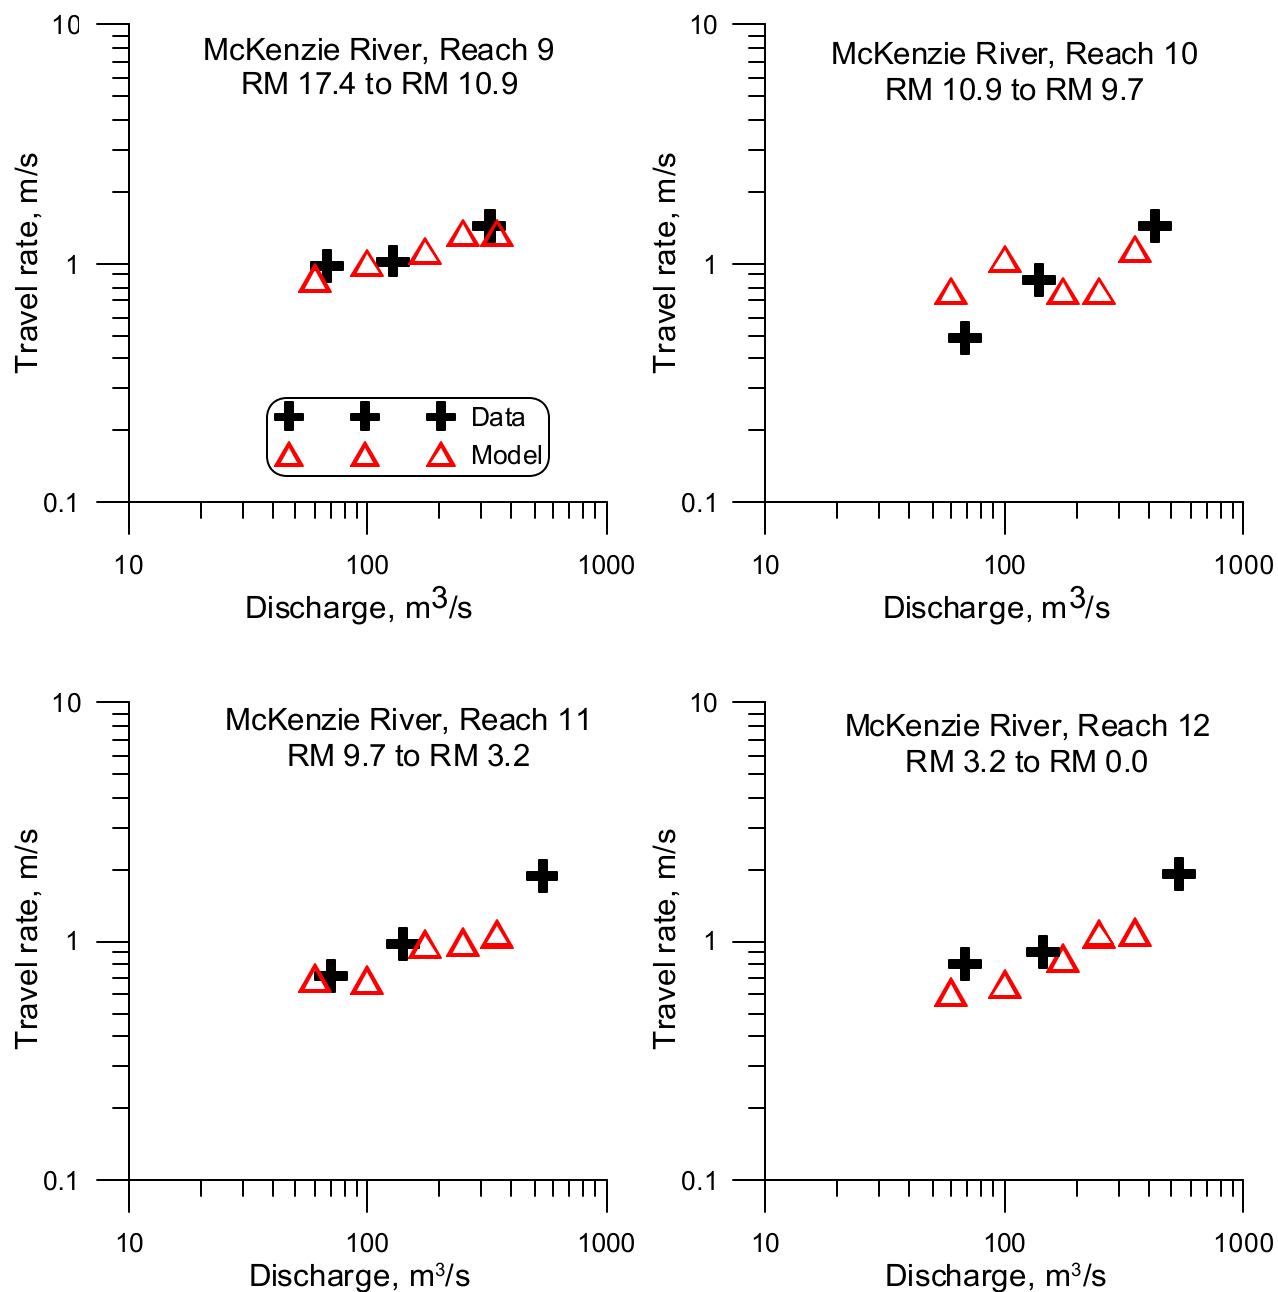 McKenzie River, Reach 9
RM 17.4 to RM 10.9
10
1
0.1
Travel rate, m/s
Data
Model
10
100
1000
Discharge, m³/s
McKenzie River, Reach 10
RM 10.9 to RM 9.7
10
1
0.1
Travel rate, m/s
10
100
1000
Discharge, m³/s
McKenzie River, Reach 11
RM 9.7 to RM 3.2
10
1
0.1
Travel rate, m/s
10
100
1000
Discharge, m³/s
McKenzie River, Reach 12
RM 3.2 to RM 0.0
10
1
0.1
Travel rate, m/s
10
100
1000
Discharge, m³/s